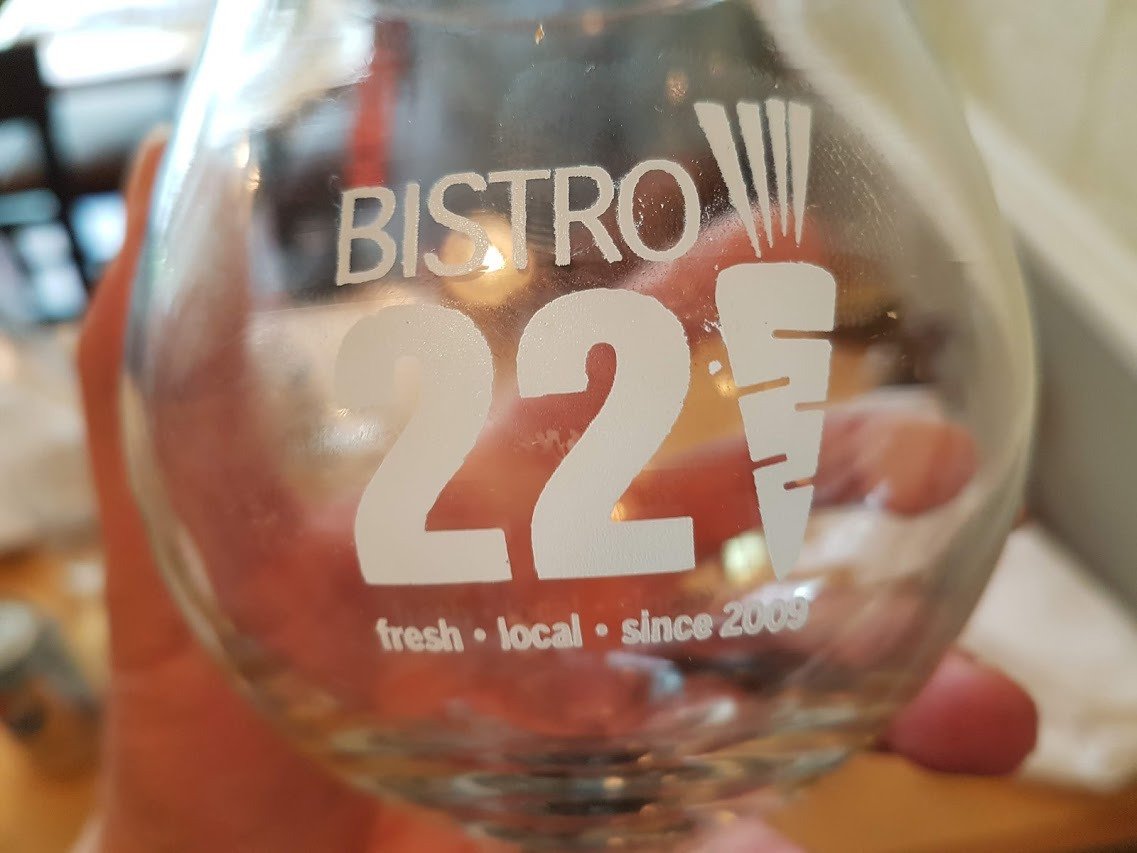 BISTRO
22
fresh • local • since 2009